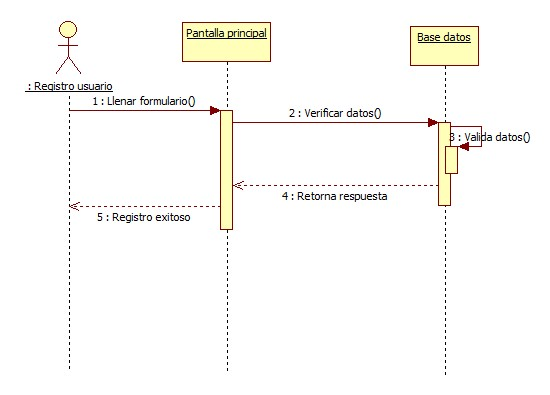 Pantalla principal
Base datos
: Registro usuario
1 : Llenar formulario()
2 : Verificar datos()
3 : Valida datos()
4 : Retorna respuesta
5 : Registro exitoso